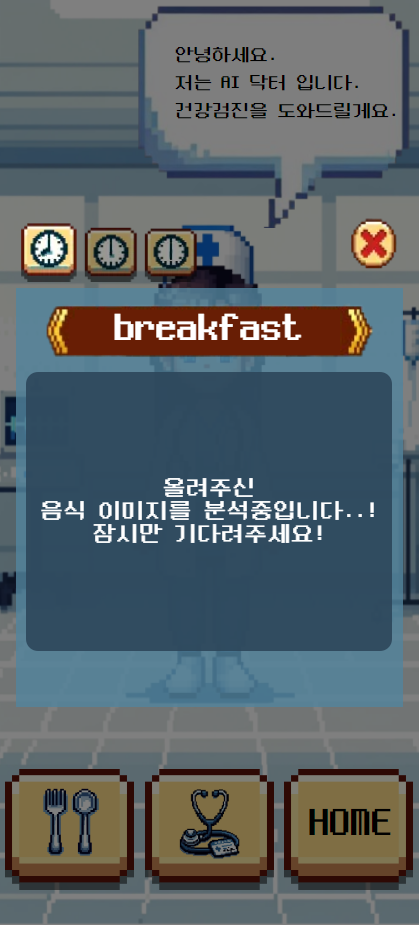 안녕하세요.
저는 AI 닥터 입니다.
건강검진을 도와드릴게요.
breakfast
올려주신
음식 이미지를 분석중입니다..!
잠시만 기다려주세요!
HOME